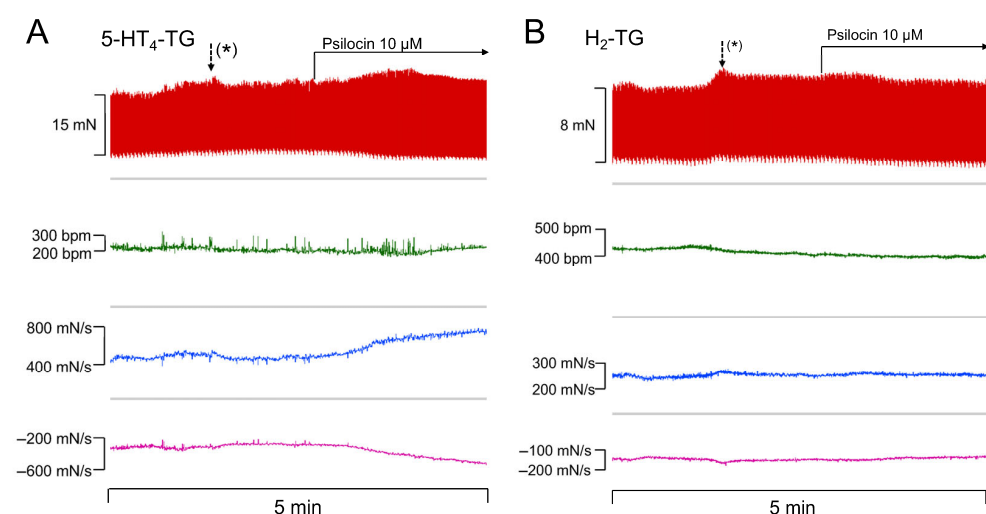 A
5-HT4-TG
(*)
Psilocin 10 µM
15 mN
300 bpm
200 bpm
800 mN/s
400 mN/s
–200 mN/s
–600 mN/s
5 min
B
H2-TG
(*)
Psilocin 10 µM
8 mN
500 bpm
400 bpm
300 mN/s
200 mN/s
–100 mN/s
–200 mN/s
5 min